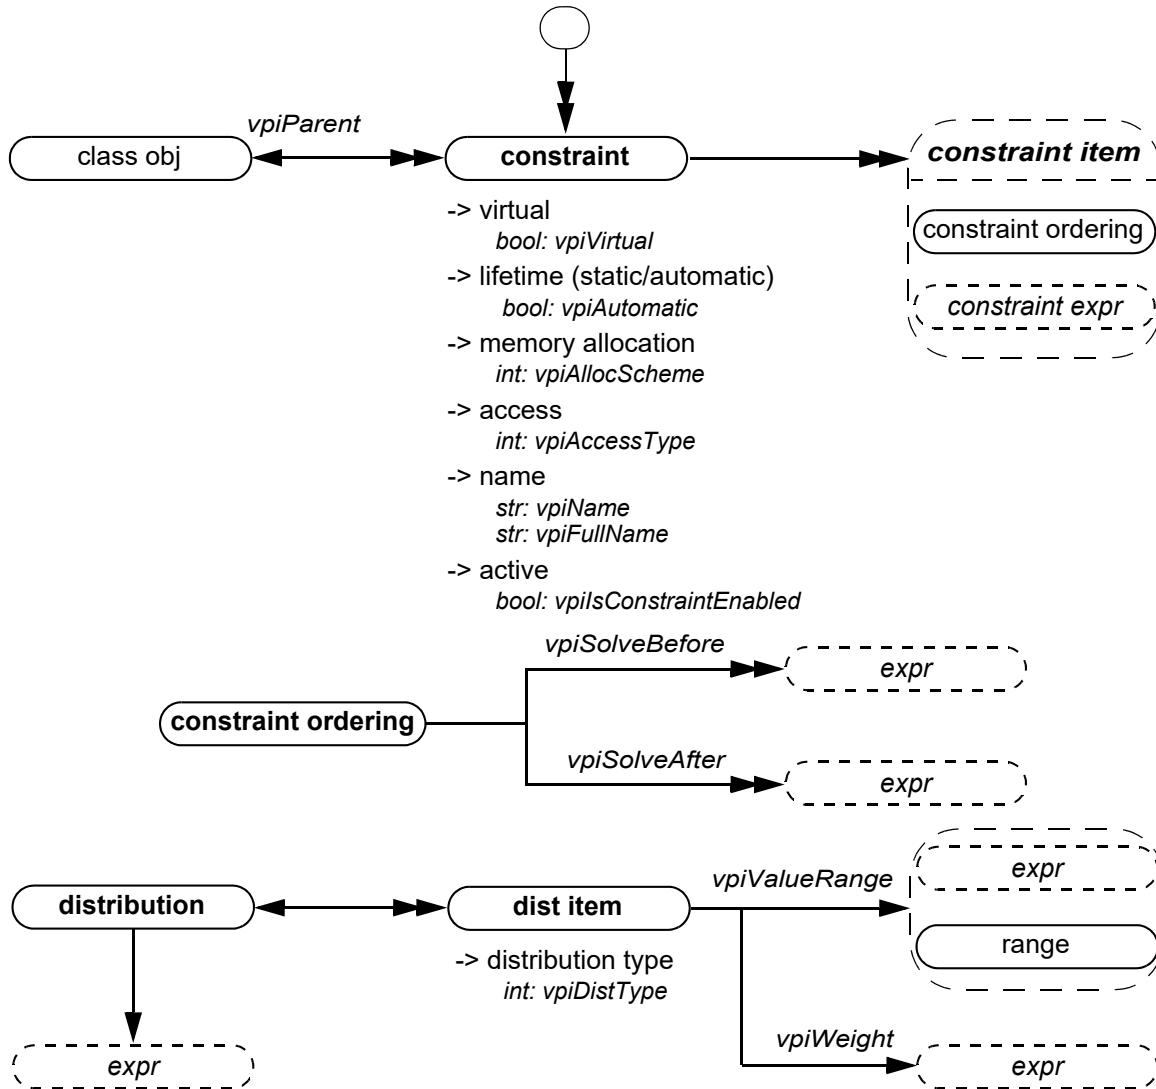 vpiParent
class obj
constraint
constraint item
-> virtual
bool: vpiVirtual
-> lifetime (static/automatic)
bool: vpiAutomatic
-> memory allocation
int: vpiAllocScheme
-> access
int: vpiAccessType
-> name
str: vpiName
str: vpiFullName
-> active
bool: vpiIsConstraintEnabled
constraint ordering
constraint expr
vpiSolveBefore
expr
constraint ordering
vpiSolveAfter
expr
distribution
dist item
vpiValueRange
expr
range
-> distribution type
int: vpiDistType
vpiWeight
expr
expr